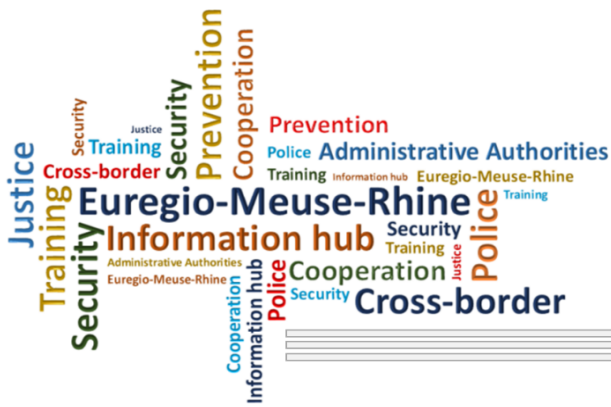 Prevention
Cooperation
Security
Security
Justice
Training
Prevention
Justice
Police
Administrative Authorities
Cross-border
Training
Information hub
Euregio-Meuse-Rhine
Training
Euregio-Meuse-Rhine
Training
Police
Security
Information hub
Security
Training
Justice
Administrative Authorities
Cooperation
Information hub
Police
Euregio-Meuse-Rhine
Cooperation
Security
Cross-border